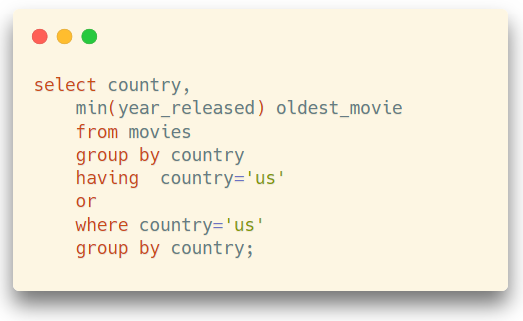 select country,
min(year_released) oldest_movie
from movies
group by country
having  country='us'
or
where country='us'
group by country;